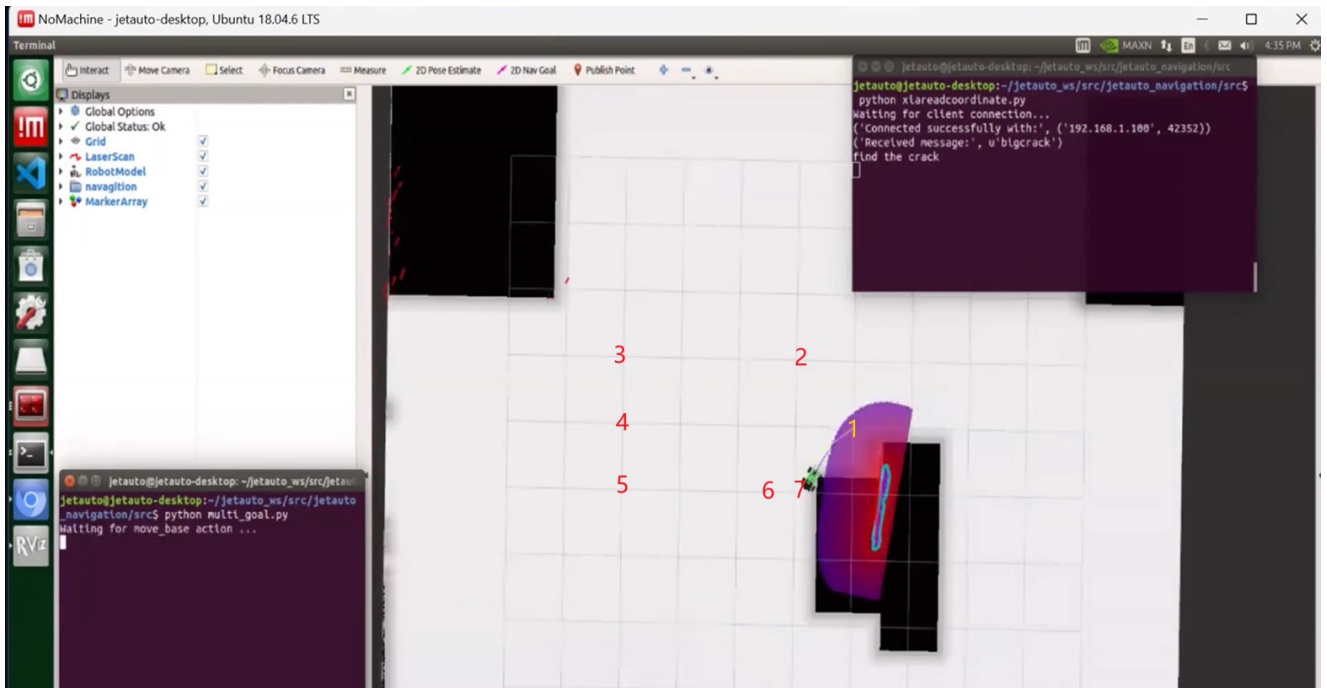 NoMachine - jetauto-desktop, Ubuntu 18.04.6 LTS
Terminal
MAXN
En
4:35 PM
Interact
Move Camera
Select
Focus Camera
Measure
2D Pose Estimate
2D Nav Goal
Publish Point
Displays
Global Options
Global Status: Ok
Grid
LaserScan
RobotModel
navagition
MarkerArray
jetauto@jetauto-desktop: ~/jetauto_ws/src/jetauto_navigation/src
jetauto@jetauto-desktop:~/jetauto_ws/src/jetauto_navigation/src$
python xiareadcoordinate.py
Waiting for client connection...
('Connected successfully with:', ('192.168.1.100', 42352))
('Received message:', u'bigcrack')
find the crack
3
2
4
1
5
6
7
jetauto@jetauto-desktop: ~/jetauto_ws/src/jetaut
jetauto@jetauto-desktop:~/jetauto_ws/src/jetauto
_navigation/src$ python multi_goal.py
Waiting for move_base action ...
RViz